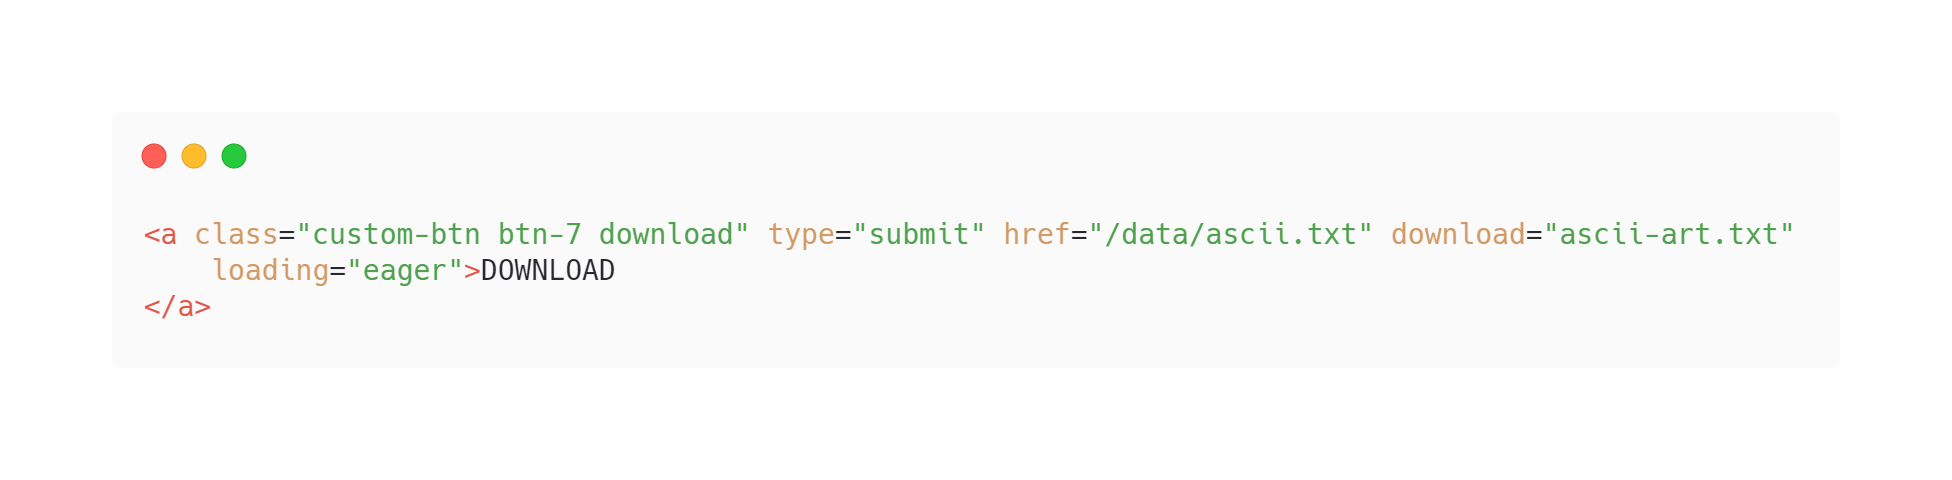 <a class="custom-btn btn-7 download" type="submit" href="/data/ascii.txt" download="ascii-art.txt"
    loading="eager">DOWNLOAD
</a>